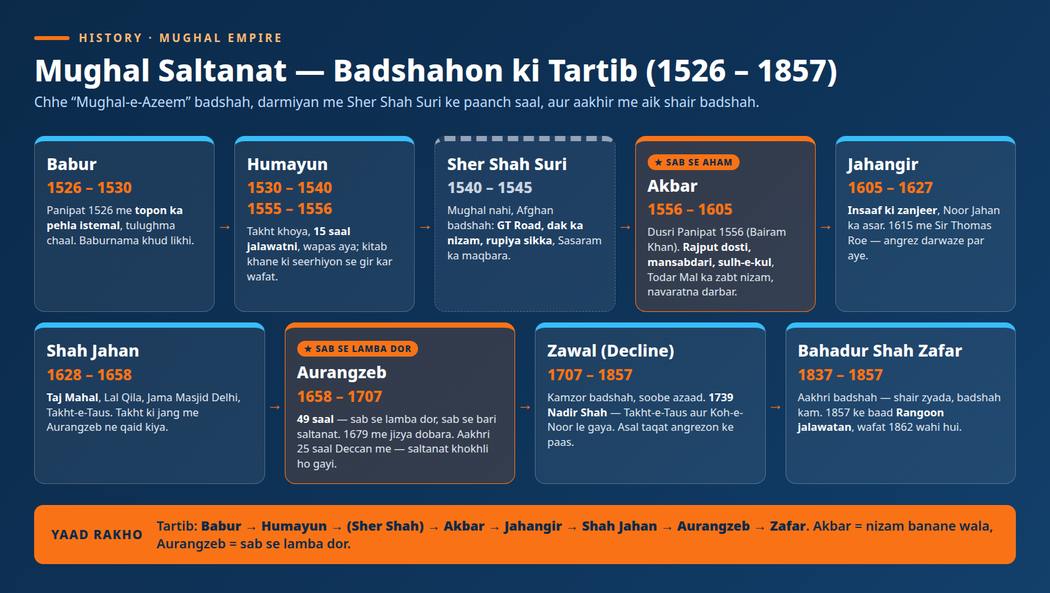 HISTORY · MUGHAL EMPIRE
Mughal Saltanat — Badshahon ki Tartib (1526 – 1857)
Chhe “Mughal-e-Azeem” badshah, darmiyan me Sher Shah Suri ke paanch saal, aur aakhir me aik shair badshah.
Babur
1526 – 1530
Panipat 1526 me topon ka
pehla istemal, tulughma
chaal. Baburnama khud likhi.
→
Humayun
1530 – 1540
1555 – 1556
Takht khoya, 15 saal
jalawatni, wapas aya; kitab
khane ki seerhiyon se gir kar
wafat.
→
Sher Shah Suri
1540 – 1545
Mughal nahi, Afghan
badshah: GT Road, dak ka
nizam, rupiya sikka, Sasaram
ka maqbara.
→
★ SAB SE AHAM
Akbar
1556 – 1605
Dusri Panipat 1556 (Bairam
Khan). Rajput dosti,
mansabdari, sulh-e-kul,
Todar Mal ka zabt nizam,
navaratna darbar.
→
Jahangir
1605 – 1627
Insaaf ki zanjeer, Noor Jahan
ka asar. 1615 me Sir Thomas
Roe — angrez darwaze par
aye.
Shah Jahan
1628 – 1658
Taj Mahal, Lal Qila, Jama Masjid Delhi,
Takht-e-Taus. Takht ki jang me
Aurangzeb ne qaid kiya.
→
★ SAB SE LAMBA DOR
Aurangzeb
1658 – 1707
49 saal — sab se lamba dor, sab se bari
saltanat. 1679 me jizya dobara. Aakhri
25 saal Deccan me — saltanat khokhli
ho gayi.
→
Zawal (Decline)
1707 – 1857
Kamzor badshah, soobe azaad. 1739
Nadir Shah — Takht-e-Taus aur Koh-e-
Noor le gaya. Asal taqat angrezon ke
paas.
→
Bahadur Shah Zafar
1837 – 1857
Aakhri badshah — shair zyada, badshah
kam. 1857 ke baad Rangoon
jalawatan, wafat 1862 wahi hui.
YAAD RAKHO
Tartib: Babur → Humayun → (Sher Shah) → Akbar → Jahangir → Shah Jahan → Aurangzeb → Zafar. Akbar = nizam banane wala,
Aurangzeb = sab se lamba dor.